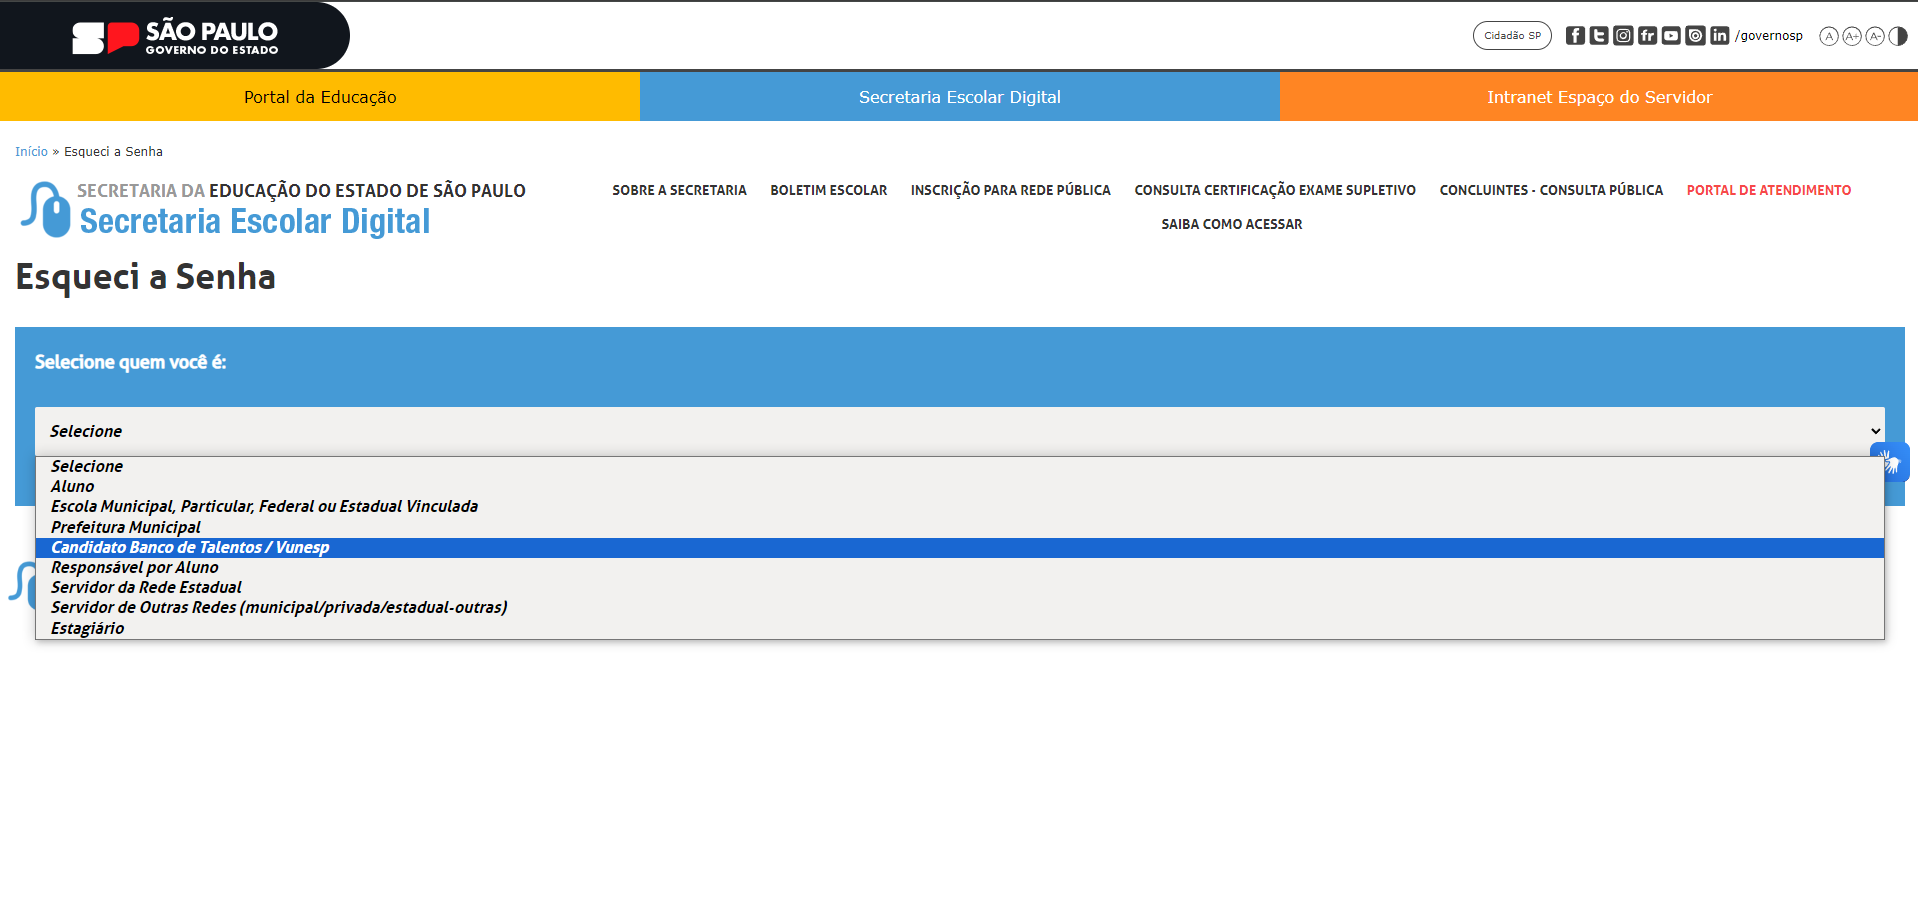 SÃO PAULO
GOVERNO DO ESTADO
Cidadão SP
/governosp
A A+ A-
Portal da Educação
Secretaria Escolar Digital
Intranet Espaço do Servidor
Início » Esqueci a Senha
SECRETARIA DA EDUCAÇÃO DO ESTADO DE SÃO PAULO
Secretaria Escolar Digital
SOBRE A SECRETARIA BOLETIM ESCOLAR INSCRIÇÃO PARA REDE PÚBLICA CONSULTA CERTIFICAÇÃO EXAME SUPLETIVO CONCLUINTES - CONSULTA PÚBLICA PORTAL DE ATENDIMENTO
SAIBA COMO ACESSAR
Esqueci a Senha
Selecione quem você é:
Selecione
Selecione
Aluno
Escola Municipal, Particular, Federal ou Estadual Vinculada
Prefeitura Municipal
Candidato Banco de Talentos / Vunesp
Responsável por Aluno
Servidor da Rede Estadual
Servidor de Outras Redes (municipal/privada/estadual-outras)
Estagiário